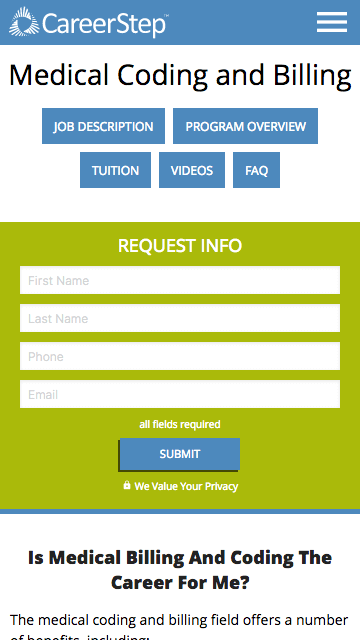 CareerStep™
Medical Coding and Billing
JOB DESCRIPTION PROGRAM OVERVIEW
TUITION VIDEOS FAQ
REQUEST INFO
First Name
Last Name
Phone
Email
all fields required
SUBMIT
We Value Your Privacy
Is Medical Billing And Coding The
Career For Me?
The medical coding and billing field offers a number
of benefits, including: